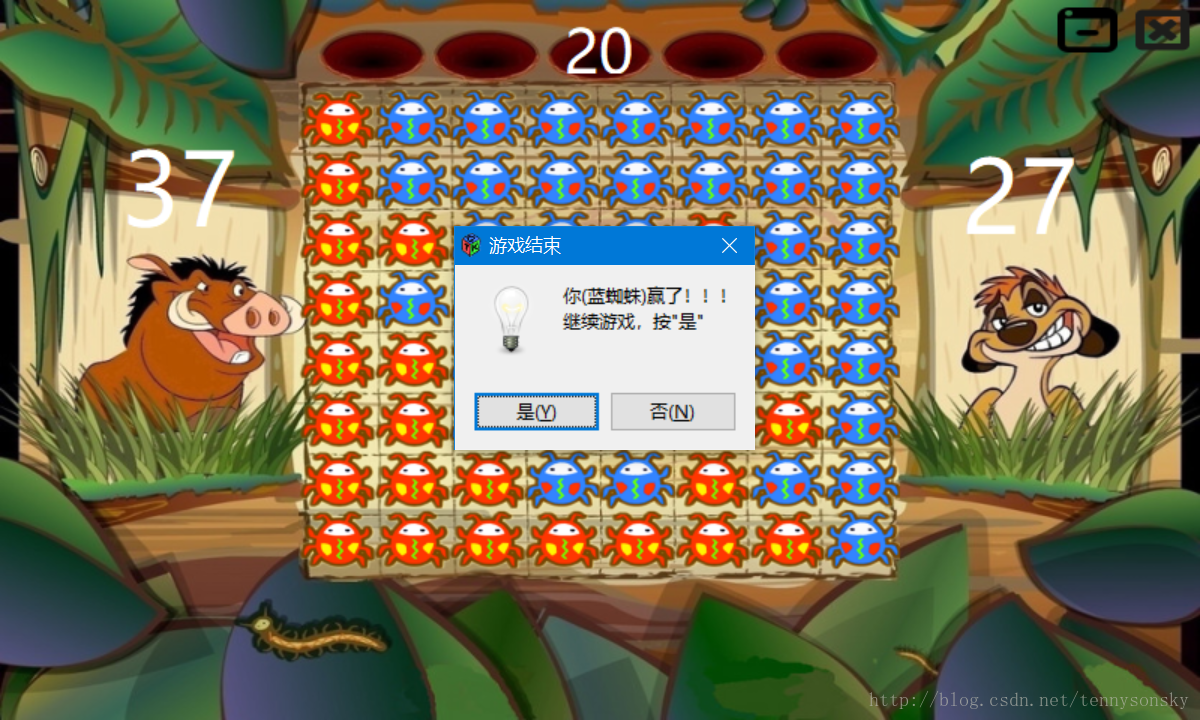 20
37
27
游戏结束
你(蓝蜘蛛)赢了！！！
继续游戏，按"是"
是(Y)
否(N)
http://blog.csdn.net/tennysonsky